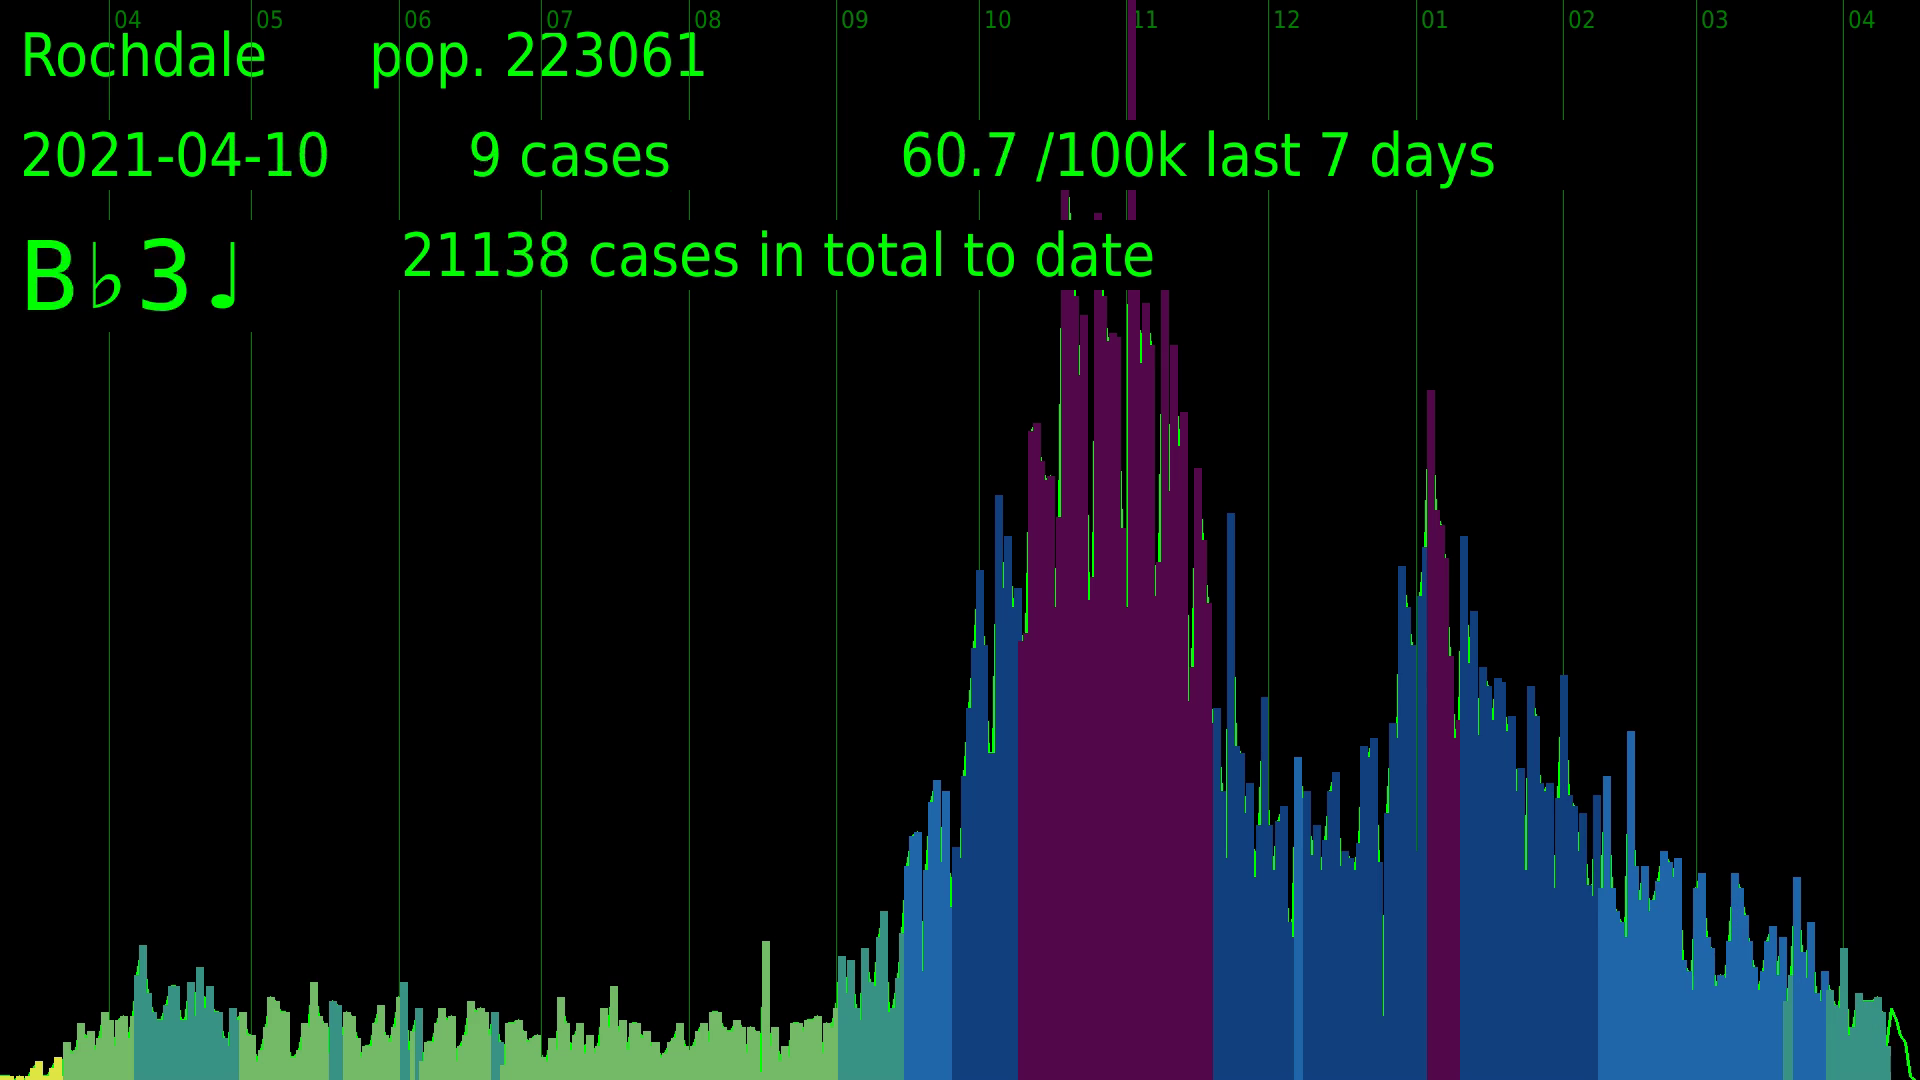 04 05 06 07 08 09 10 11 12 01 02 03 04
Rochdale pop. 223061
2021-04-10 9 cases 60.7 /100k last 7 days
B♭3♩ 21138 cases in total to date